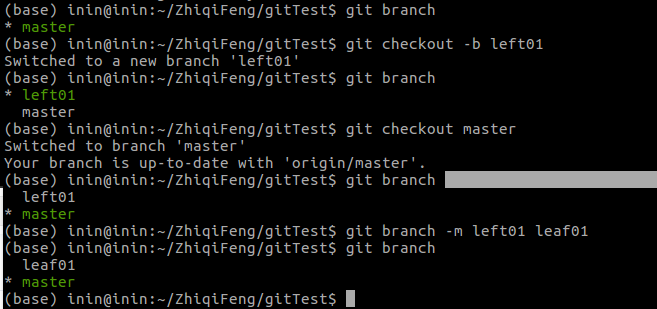 (base) inin@inin:~/ZhiqiFeng/gitTest$ git branch
* master
(base) inin@inin:~/ZhiqiFeng/gitTest$ git checkout -b left01
Switched to a new branch 'left01'
(base) inin@inin:~/ZhiqiFeng/gitTest$ git branch
* left01
  master
(base) inin@inin:~/ZhiqiFeng/gitTest$ git checkout master
Switched to branch 'master'
Your branch is up-to-date with 'origin/master'.
(base) inin@inin:~/ZhiqiFeng/gitTest$ git branch
  left01
* master
(base) inin@inin:~/ZhiqiFeng/gitTest$ git branch -m left01 leaf01
(base) inin@inin:~/ZhiqiFeng/gitTest$ git branch
  leaf01
* master
(base) inin@inin:~/ZhiqiFeng/gitTest$